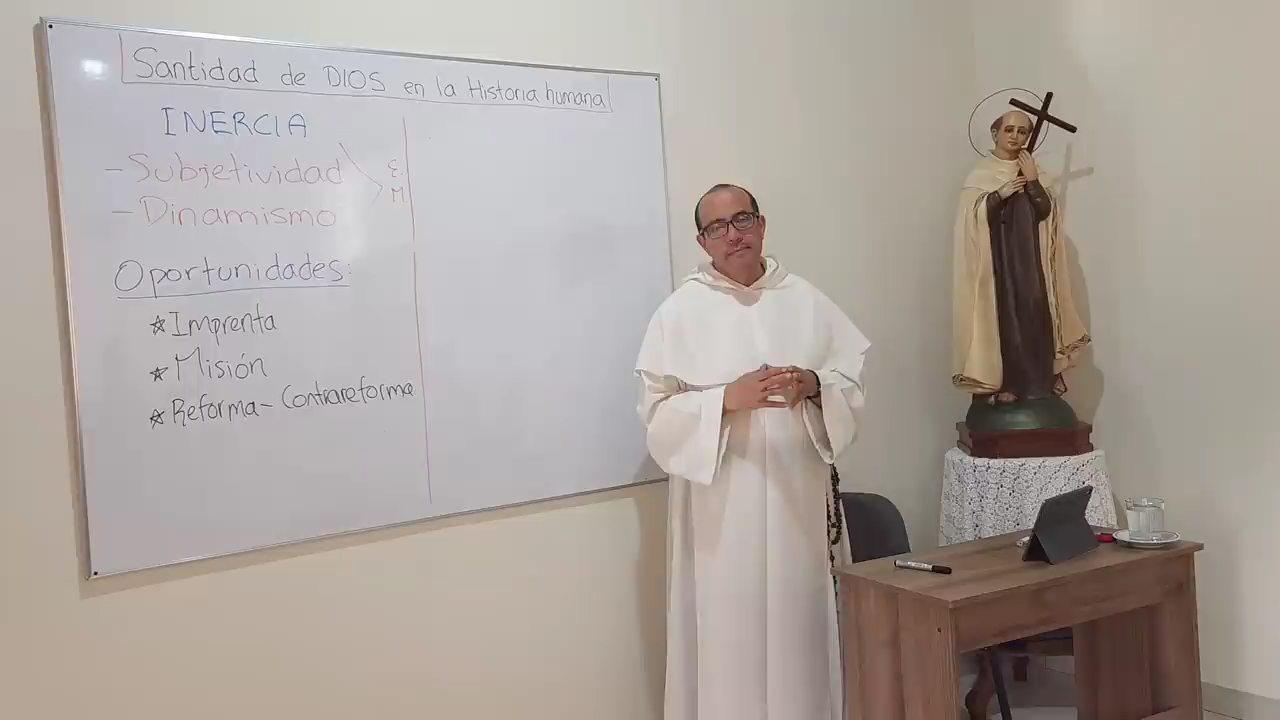 Santidad de DIOS en la Historia humana
INERCIA
- Subjetividad
- Dinamismo
E.
M
Oportunidades:
☆ Imprenta
☆ Misión
☆ Reforma - Contrareforma